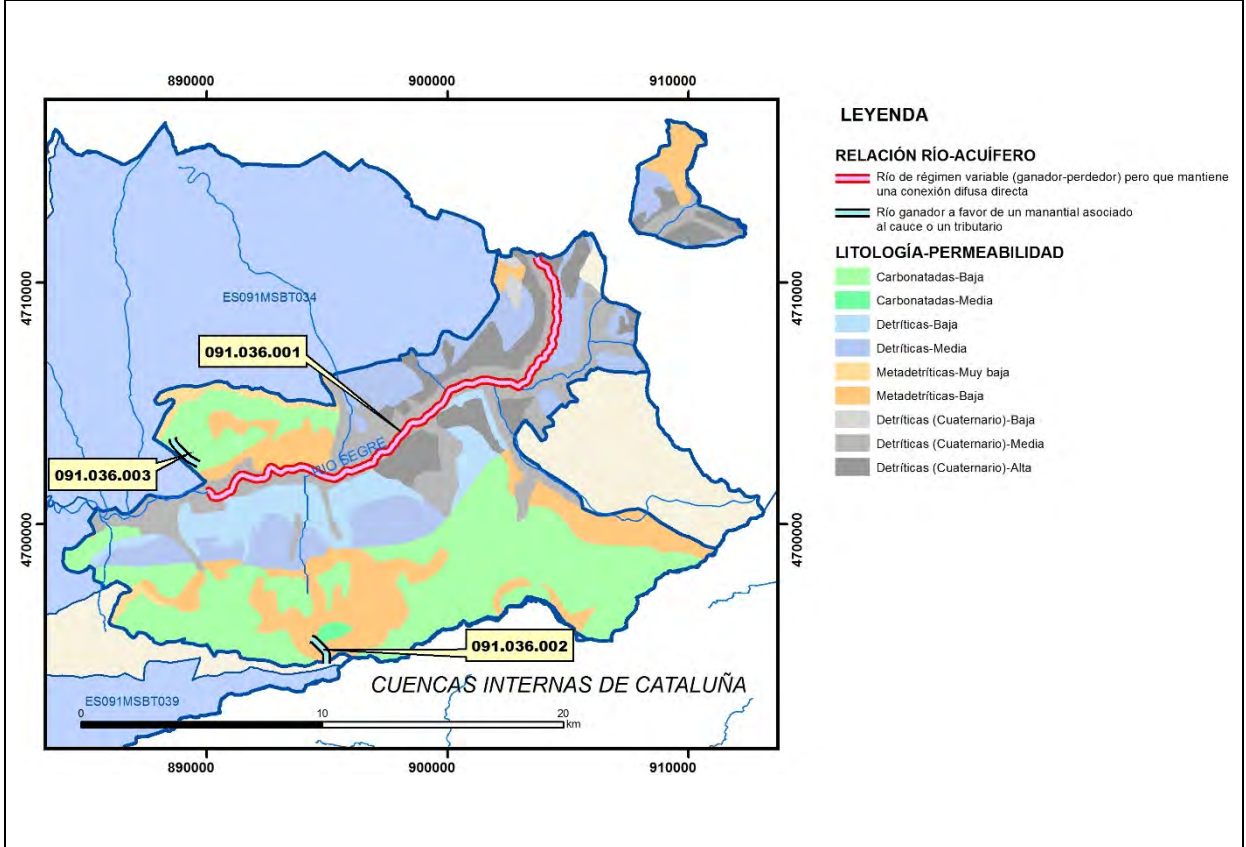 890000
900000
910000
4710000
4700000
ES091MSBT034
091.036.001
RIO SEGRE
091.036.003
091.036.002
CUENCAS INTERNAS DE CATALUÑA
ES091MSBT039
0
10
20
km
4710000
4700000
890000
900000
910000
LEYENDA
RELACIÓN RÍO-ACUÍFERO
Río de régimen variable (ganador-perdedor) pero que mantiene
una conexión difusa directa
Río ganador a favor de un manantial asociado
al cauce o un tributario
LITOLOGÍA-PERMEABILIDAD
Carbonatadas-Baja
Carbonatadas-Media
Detríticas-Baja
Detríticas-Media
Metadetríticas-Muy baja
Metadetríticas-Baja
Detríticas (Cuaternario)-Baja
Detríticas (Cuaternario)-Media
Detríticas (Cuaternario)-Alta